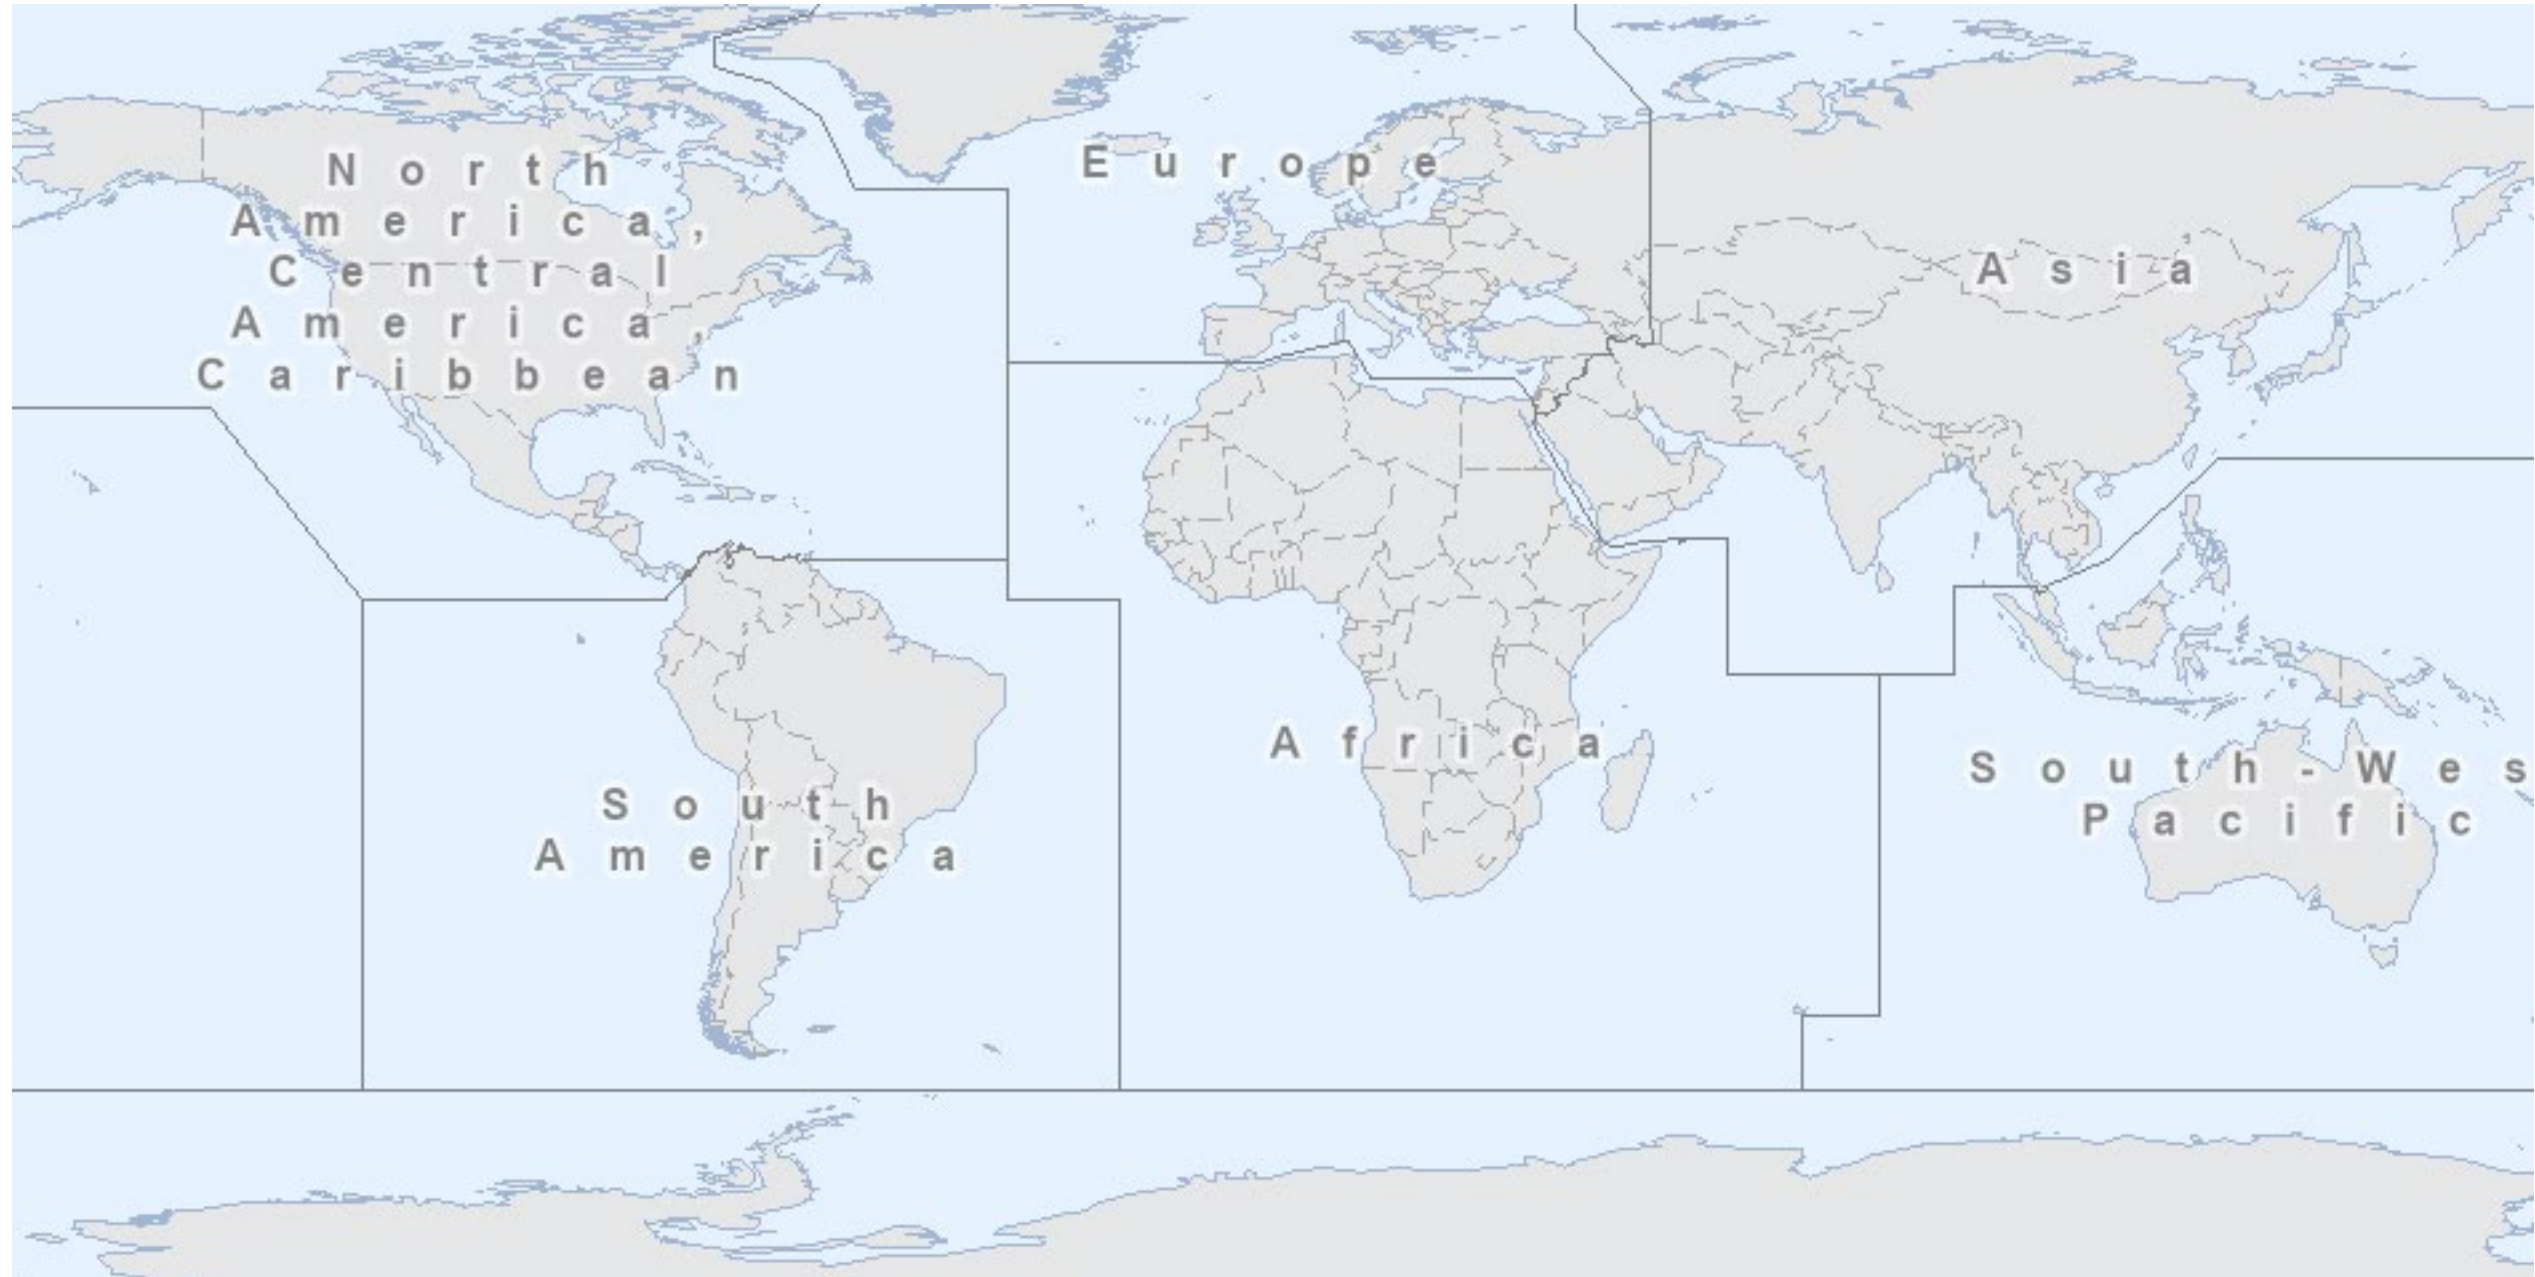 North
America,
Central
America,
Caribbean
Europe
Asia
Africa
South
America
South-Wes
Pacific